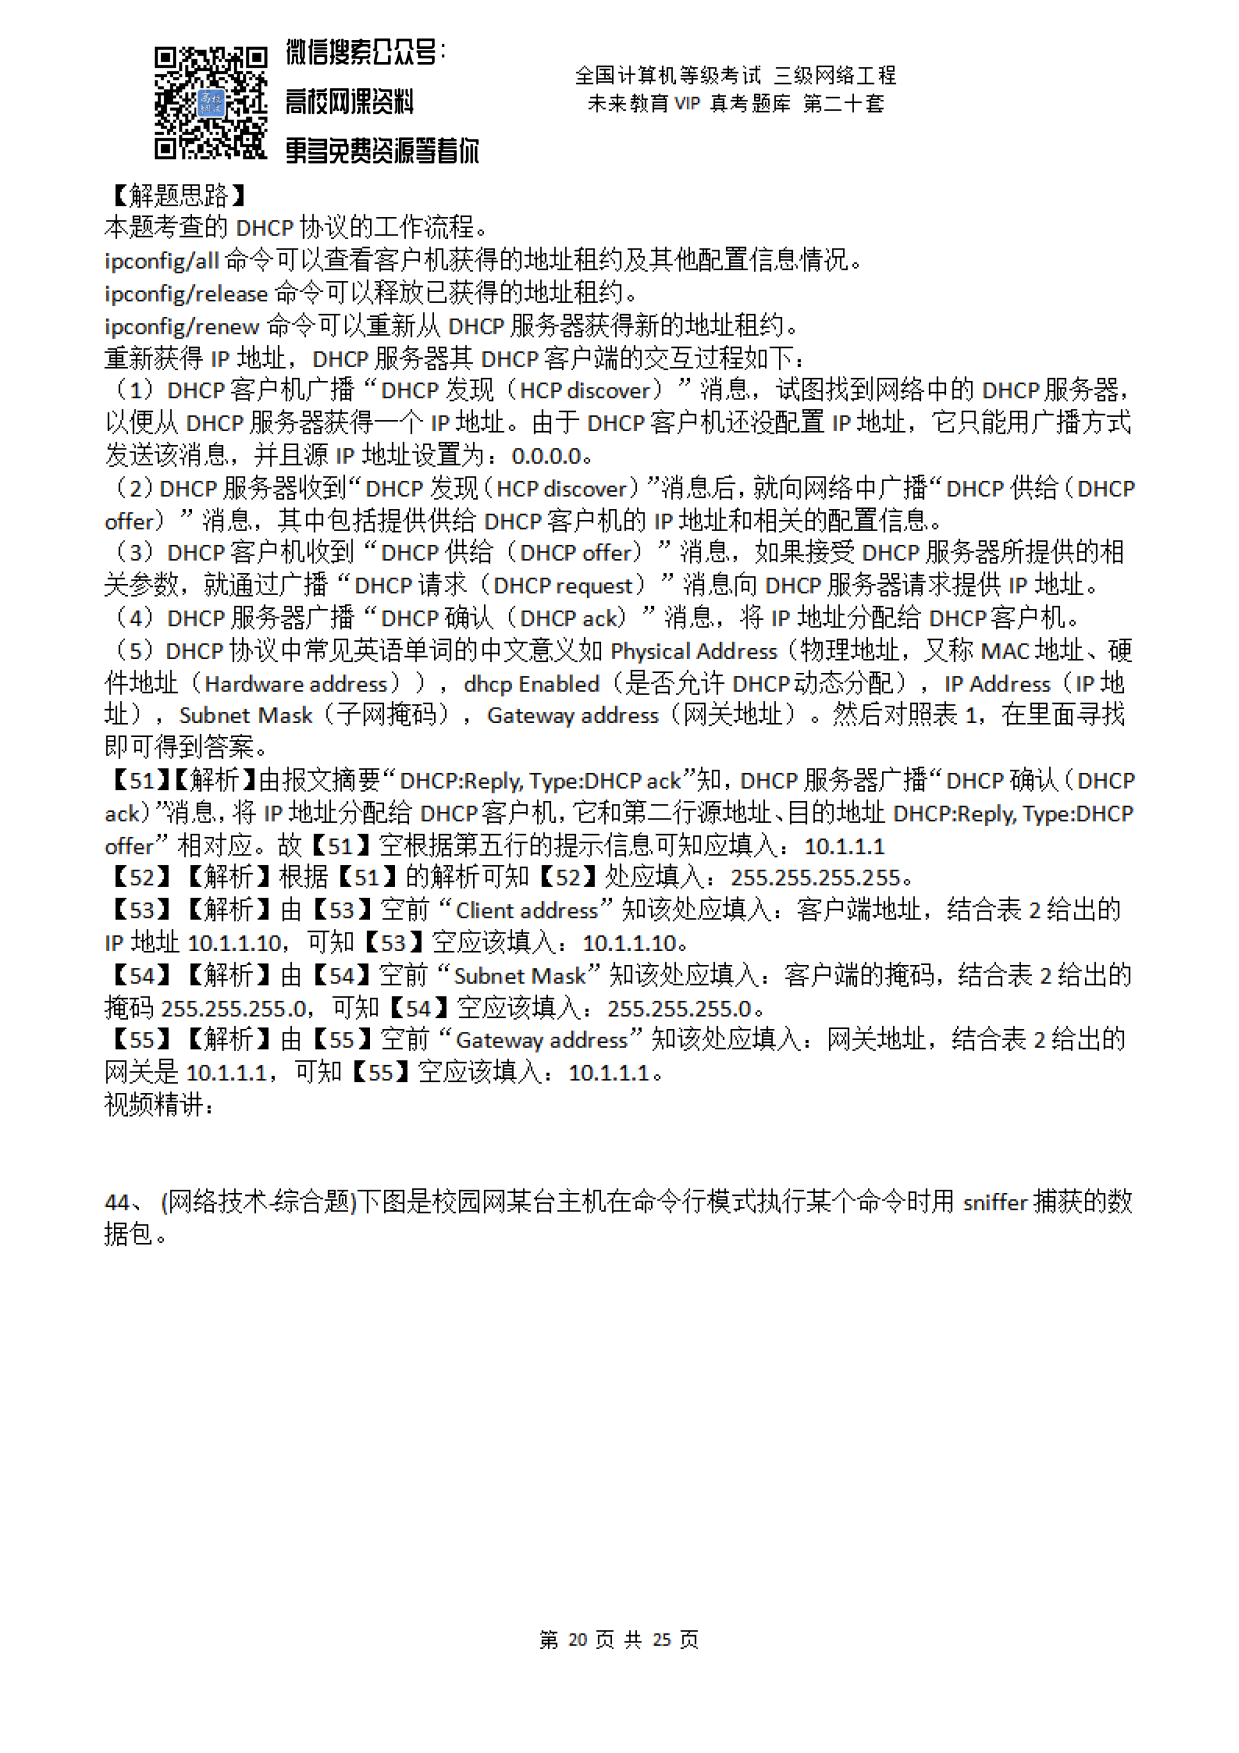 微信搜索公众号：
高校网课资料
更多免费资源等着你
全国计算机等级考试 三级网络工程
未来教育 VIP 真考题库 第二十套
【解题思路】
本题考查的 DHCP 协议的工作流程。
ipconfig/all 命令可以查看客户机获得的地址租约及其他配置信息情况。
ipconfig/release 命令可以释放已获得的地址租约。
ipconfig/renew 命令可以重新从 DHCP 服务器获得新的地址租约。
重新获得 IP 地址，DHCP 服务器其 DHCP 客户端的交互过程如下：
（1）DHCP 客户机广播“DHCP 发现（HCP discover）”消息，试图找到网络中的 DHCP 服务器，
以便从 DHCP 服务器获得一个 IP 地址。由于 DHCP 客户机还没配置 IP 地址，它只能用广播方式
发送该消息，并且源 IP 地址设置为：0.0.0.0。
（2）DHCP 服务器收到“DHCP 发现（HCP discover）”消息后，就向网络中广播“DHCP 供给（DHCP
offer）”消息，其中包括提供供给 DHCP 客户机的 IP 地址和相关的配置信息。
（3）DHCP 客户机收到“DHCP 供给（DHCP offer）”消息，如果接受 DHCP 服务器所提供的相
关参数，就通过广播“DHCP 请求（DHCP request）”消息向 DHCP 服务器请求提供 IP 地址。
（4）DHCP 服务器广播“DHCP 确认（DHCP ack）”消息，将 IP 地址分配给 DHCP 客户机。
（5）DHCP 协议中常见英语单词的中文意义如 Physical Address（物理地址，又称 MAC 地址、硬
件地址（Hardware address）），dhcp Enabled（是否允许 DHCP 动态分配），IP Address（IP 地
址），Subnet Mask（子网掩码），Gateway address（网关地址）。然后对照表 1，在里面寻找
即可得到答案。
【51】【解析】由报文摘要“DHCP:Reply, Type:DHCP ack”知，DHCP 服务器广播“DHCP 确认（DHCP
ack）”消息，将 IP 地址分配给 DHCP 客户机，它和第二行源地址、目的地址 DHCP:Reply, Type:DHCP
offer”相对应。故【51】空根据第五行的提示信息可知应填入：10.1.1.1
【52】【解析】根据【51】的解析可知【52】处应填入：255.255.255.255。
【53】【解析】由【53】空前“Client address”知该处应填入：客户端地址，结合表 2 给出的
IP 地址 10.1.1.10，可知【53】空应该填入：10.1.1.10。
【54】【解析】由【54】空前“Subnet Mask”知该处应填入：客户端的掩码，结合表 2 给出的
掩码 255.255.255.0，可知【54】空应该填入：255.255.255.0。
【55】【解析】由【55】空前“Gateway address”知该处应填入：网关地址，结合表 2 给出的
网关是 10.1.1.1，可知【55】空应该填入：10.1.1.1。
视频精讲：
44、 (网络技术-综合题)下图是校园网某台主机在命令行模式执行某个命令时用 sniffer 捕获的数
据包。
第 20 页 共 25 页